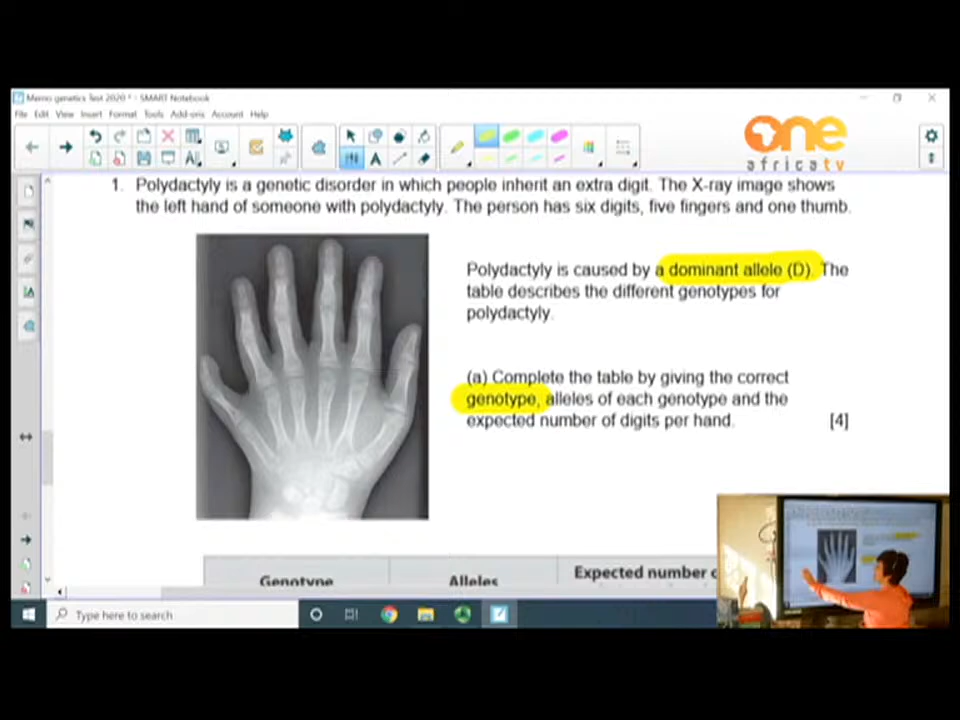 one
africa tv
Memo genetics Test 2020 * - SMART Notebook
File Edit View Insert Format Tools Add-ons Account Help
1. Polydactyly is a genetic disorder in which people inherit an extra digit. The X-ray image shows
the left hand of someone with polydactyly. The person has six digits, five fingers and one thumb.
Polydactyly is caused by a dominant allele (D). The
table describes the different genotypes for
polydactyly.
(a) Complete the table by giving the correct
genotype, alleles of each genotype and the
expected number of digits per hand. [4]
Genotype Alleles Expected number
Type here to search